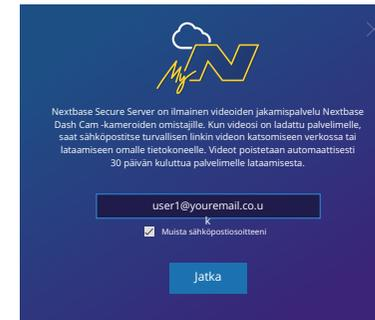 My N
Nextbase Secure Server on ilmainen videoiden jakamispalvelu Nextbase
Dash Cam -kameroiden omistajille. Kun videosi on ladattu palvelimelle,
saat sähköpostitse turvallisen linkin videon katsomiseen verkossa tai
lataamiseen omalle tietokoneelle. Videot poistetaan automaattisesti
30 päivän kuluttua palvelimelle lataamisesta.
user1@youremail.co.u
k
Muista sähköpostiosoitteeni
Jatka